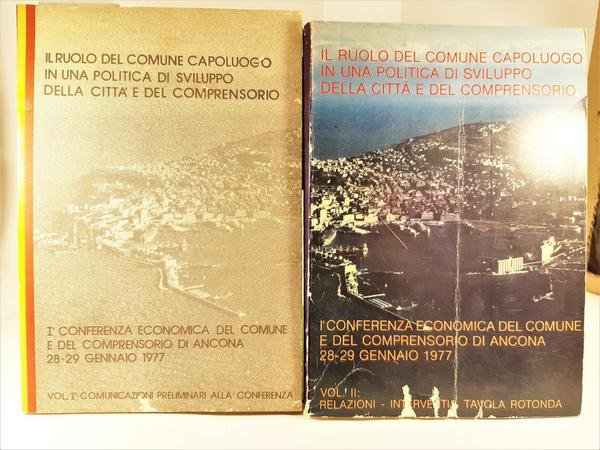 IL RUOLO DEL COMUNE CAPOLUOGO
IN UNA POLITICA DI SVILUPPO
DELLA CITTA' E DEL COMPRENSORIO
I° CONFERENZA ECONOMICA DEL COMUNE
E DEL COMPRENSORIO DI ANCONA
28-29 GENNAIO 1977
VOL. I°: COMUNICAZIONI PRELIMINARI ALLA CONFERENZA
IL RUOLO DEL COMUNE CAPOLUOGO
IN UNA POLITICA DI SVILUPPO
DELLA CITTÀ E DEL COMPRENSORIO
I° CONFERENZA ECONOMICA DEL COMUNE
E DEL COMPRENSORIO DI ANCONA
28-29 GENNAIO 1977
VOL. II:
RELAZIONI - INTERVENTI - TAVOLA ROTONDA